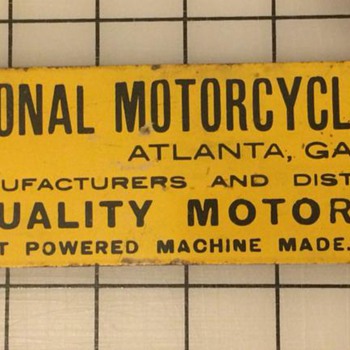 ONAL MOTORCYCL
ATLANTA, GA
UFACTURERS AND DIST
UALITY MOTOR
T POWERED MACHINE MADE.